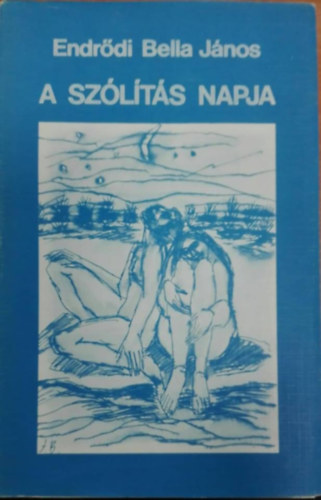 Endrődi Bella János
A SZÓLÍTÁS NAPJA